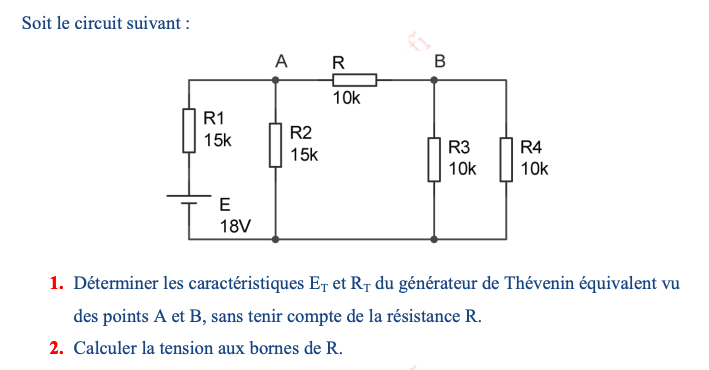 Soit le circuit suivant :
A R B
10k
R1
15k
R2
15k
R3
10k
R4
10k
E
18V
1. Déterminer les caractéristiques E_T et R_T du générateur de Thévenin équivalent vu
des points A et B, sans tenir compte de la résistance R.
2. Calculer la tension aux bornes de R.